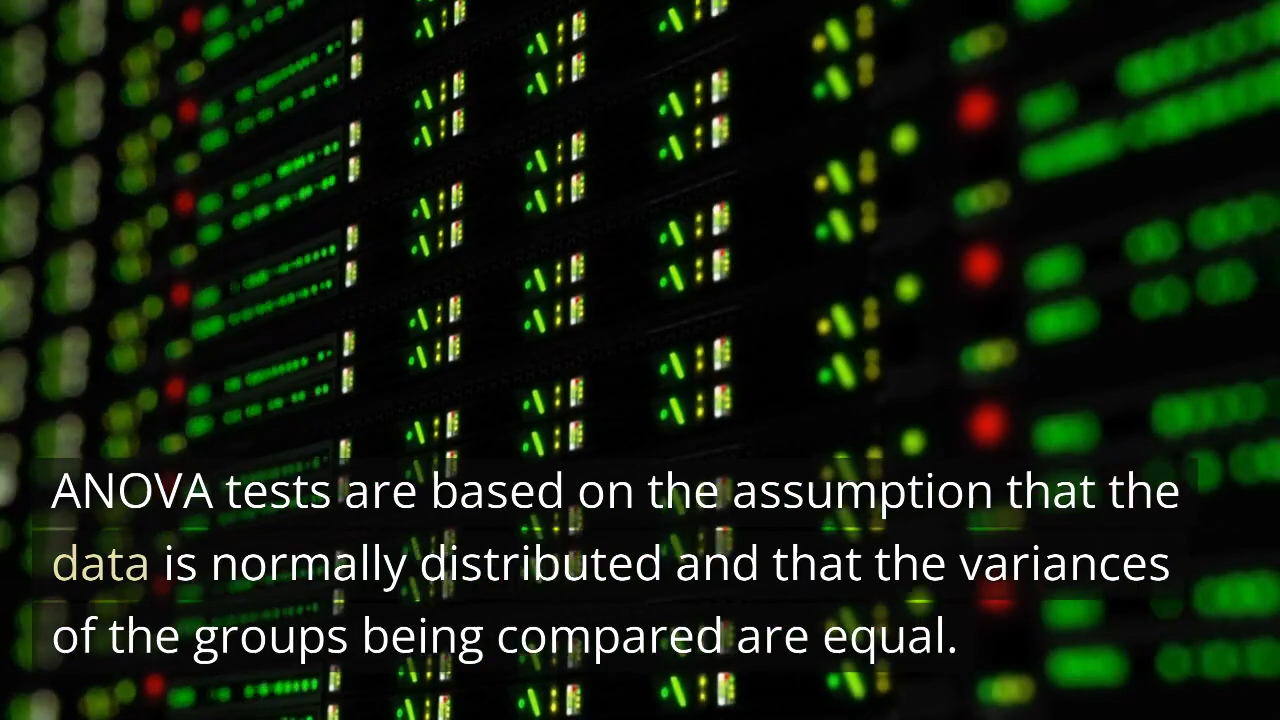 ANOVA tests are based on the assumption that the
data is normally distributed and that the variances
of the groups being compared are equal.